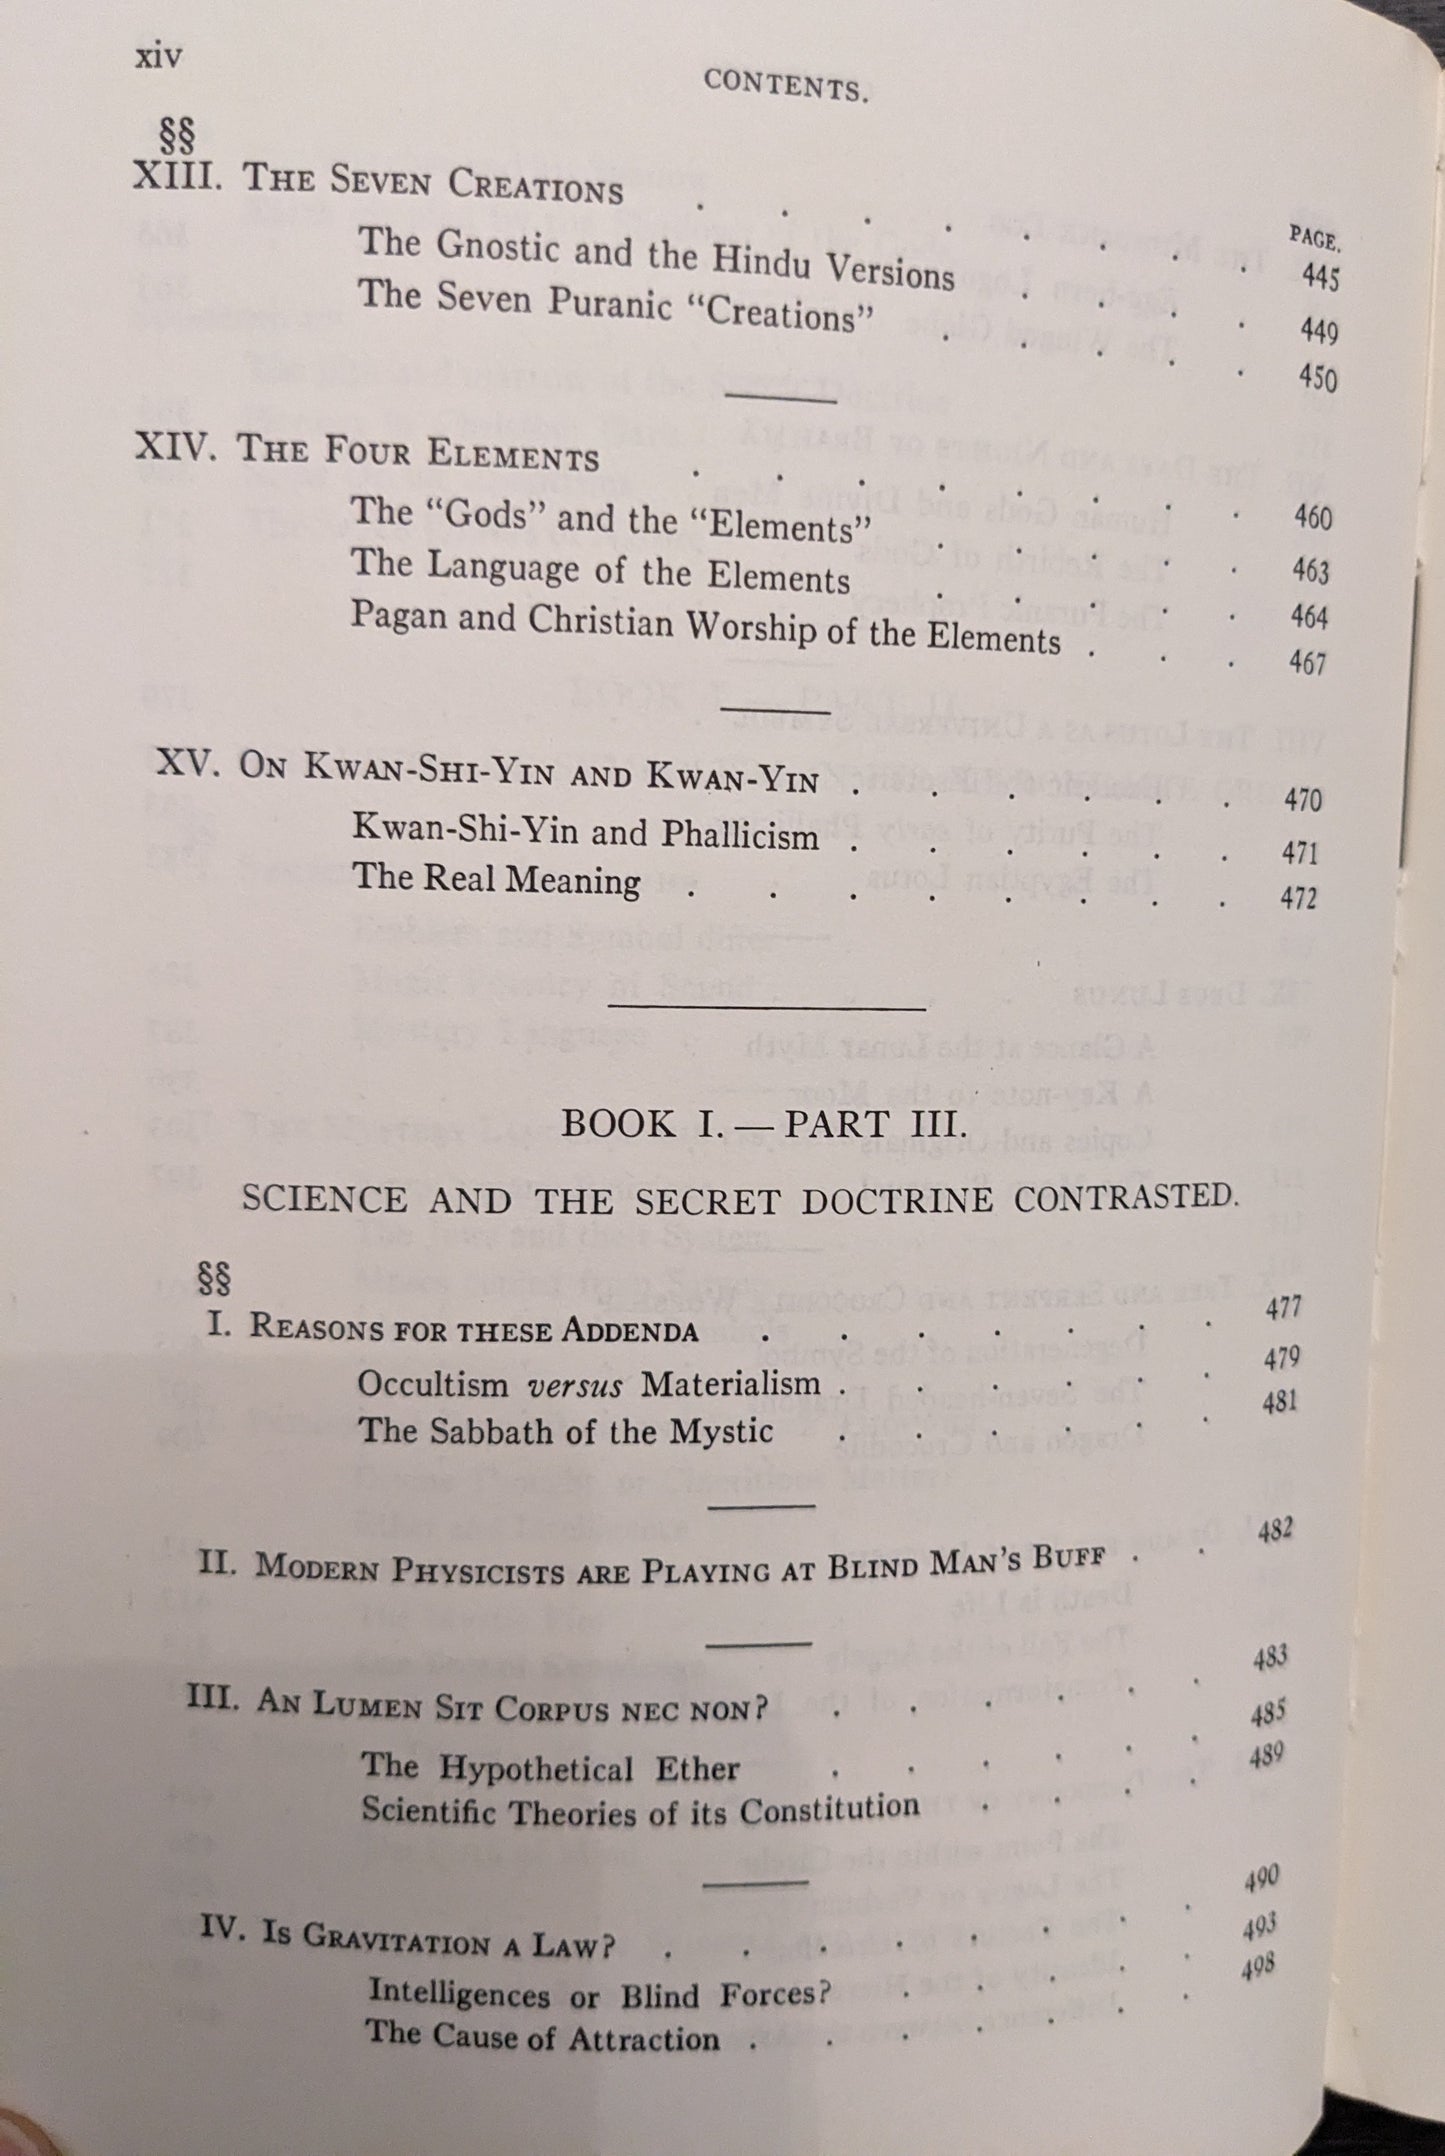 xiv
CONTENTS.
§§
PAGE.
XIII. THE SEVEN CREATIONS . . . . . . . . 445
The Gnostic and the Hindu Versions . . . . 449
The Seven Puranic “Creations” . . . . . 450
XIV. THE FOUR ELEMENTS . . . . . . . . 460
The “Gods” and the “Elements” . . . . . 463
The Language of the Elements . . . . . 464
Pagan and Christian Worship of the Elements . . . 467
XV. ON KWAN-SHI-YIN AND KWAN-YIN . . . . . . 470
Kwan-Shi-Yin and Phallicism . . . . . . 471
The Real Meaning . . . . . . . . 472
BOOK I. — PART III.
SCIENCE AND THE SECRET DOCTRINE CONTRASTED.
§§
I. REASONS FOR THESE ADDENDA . . . . . . . 477
Occultism versus Materialism . . . . . . 479
The Sabbath of the Mystic . . . . . . 481
II. MODERN PHYSICISTS ARE PLAYING AT BLIND MAN’S BUFF . . 482
III. AN LUMEN SIT CORPUS NEC NON? . . . . . . 483
The Hypothetical Ether . . . . . . 485
Scientific Theories of its Constitution . . . . 489
IV. IS GRAVITATION A LAW? . . . . . . . . 490
Intelligences or Blind Forces? . . . . . 493
The Cause of Attraction . . . . . . . 498